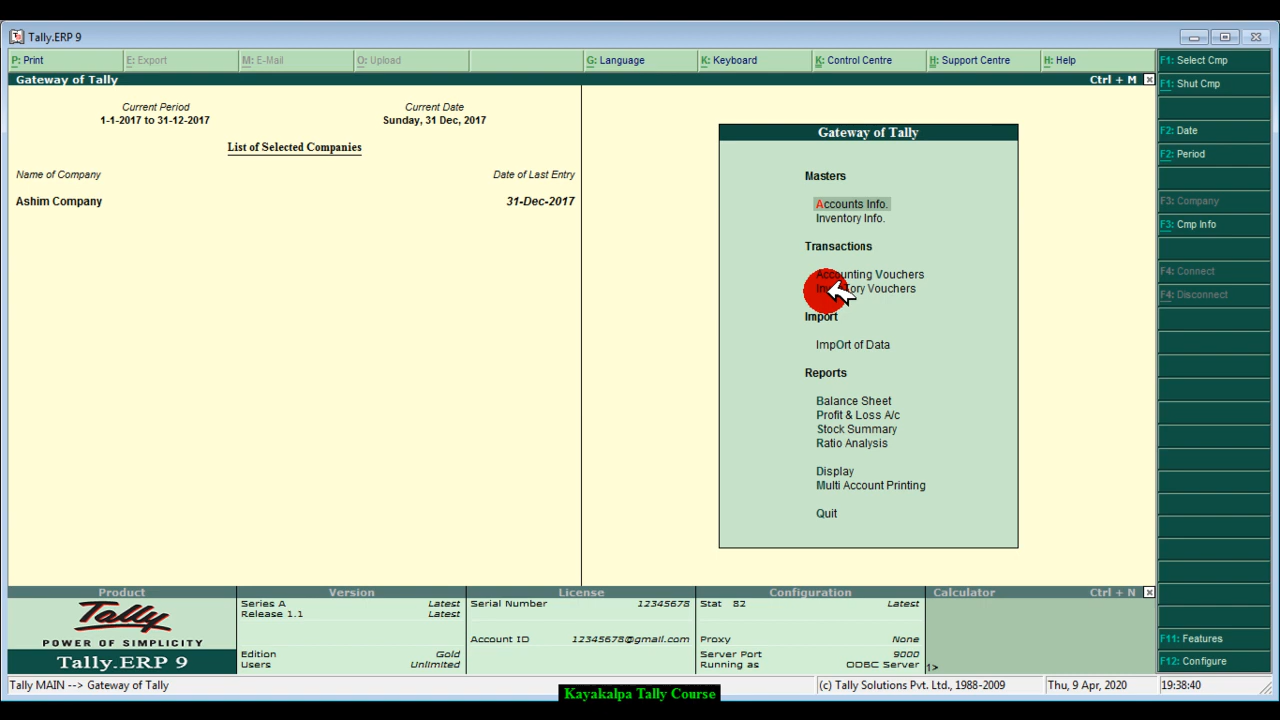 Tally.ERP 9
P: Print
E: Export
M: E-Mail
O: Upload
G: Language
K: Keyboard
K: Control Centre
H: Support Centre
H: Help
Gateway of Tally
Ctrl + M
Current Period
1-1-2017 to 31-12-2017
Current Date
Sunday, 31 Dec, 2017
List of Selected Companies
Name of Company
Date of Last Entry
Ashim Company
31-Dec-2017
Gateway of Tally
Masters
Accounts Info.
Inventory Info.
Transactions
Accounting Vouchers
Vouchers
Import
ImpOrt of Data
Reports
Balance Sheet
Profit & Loss A/c
Stock Summary
Ratio Analysis
Display
Multi Account Printing
Quit
F1: Select Cmp
F1: Shut Cmp
F2: Date
F2: Period
F3: Company
F3: Cmp Info
F4: Connect
F4: Disconnect
F11: Features
F12: Configure
Product
Tally
POWER OF SIMPLICITY
Tally.ERP 9
Version
Series A Latest
Release 1.1 Latest
Edition Gold
Users Unlimited
License
Serial Number 12345678
Account ID 12345678@gmail.com
Configuration
Stat 82 Latest
Proxy None
Server Port 9000
Running as ODBC Server
Calculator
Ctrl + N
1>
Tally MAIN --> Gateway of Tally
(c) Tally Solutions Pvt. Ltd., 1988-2009
Thu, 9 Apr, 2020
19:38:40
Kayakalpa Tally Course